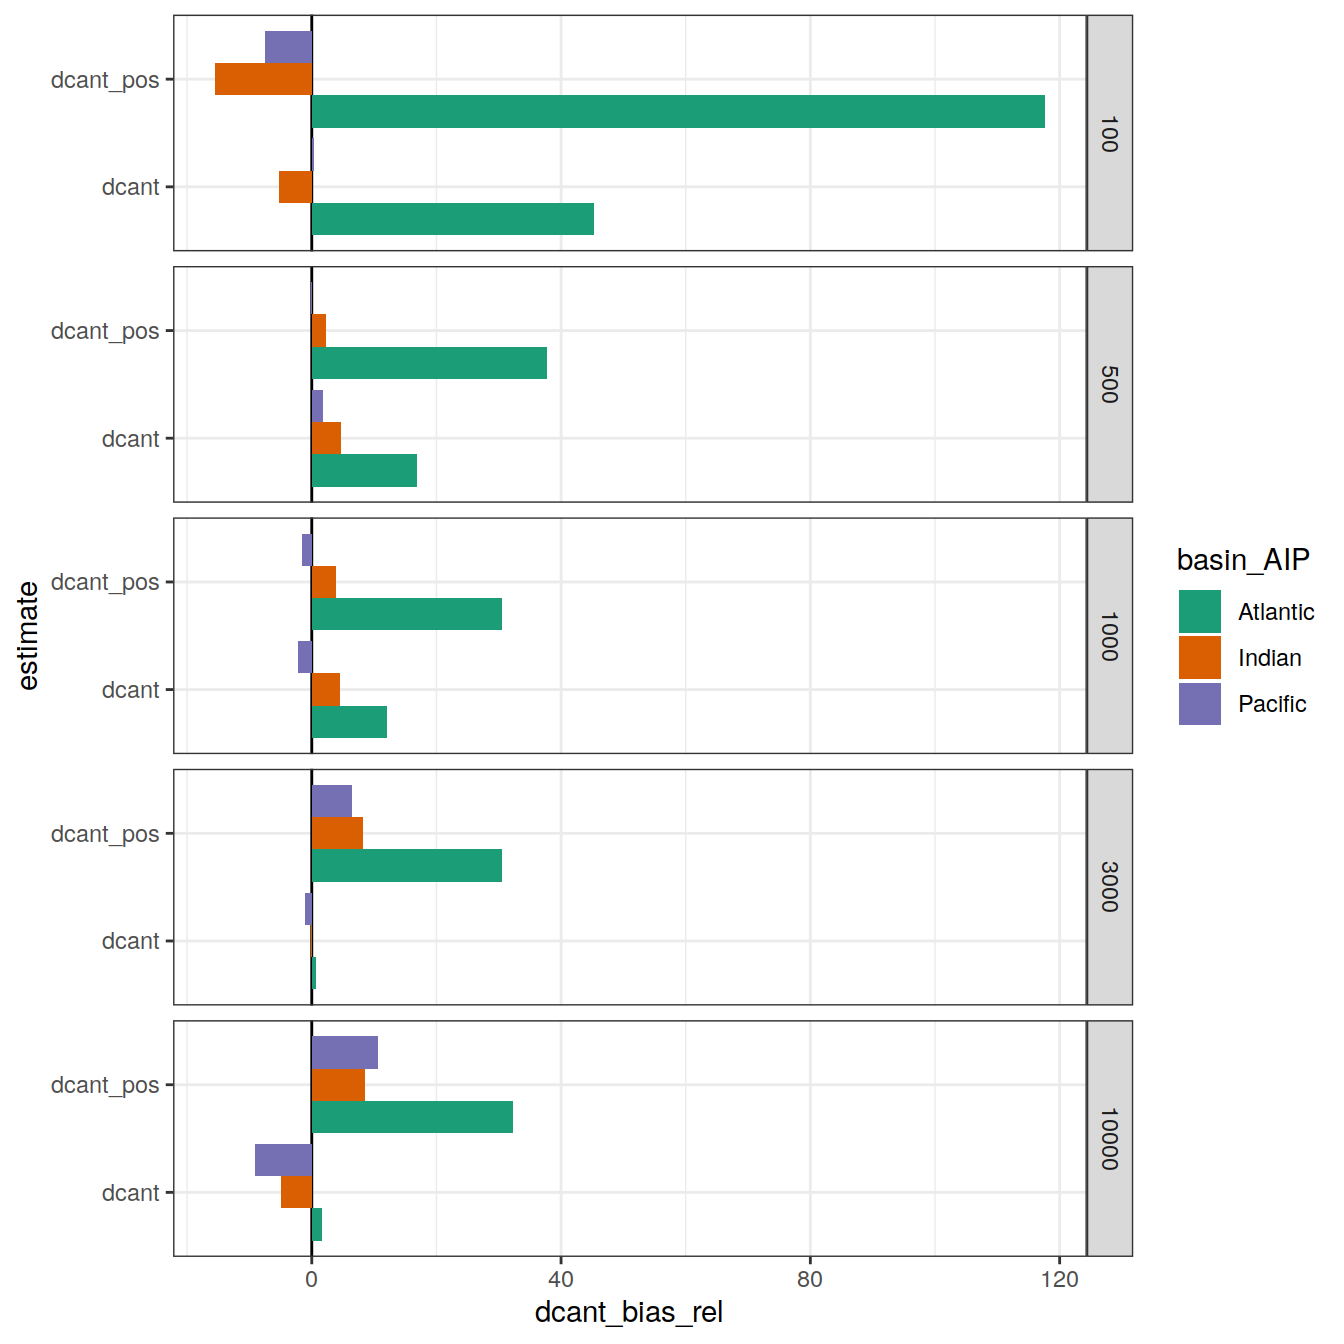 dcant_pos
dcant
100
dcant_pos
dcant
500
dcant_pos
dcant
1000
dcant_pos
dcant
3000
dcant_pos
dcant
10000
0
40
80
120
dcant_bias_rel
estimate
basin_AIP
Atlantic
Indian
Pacific